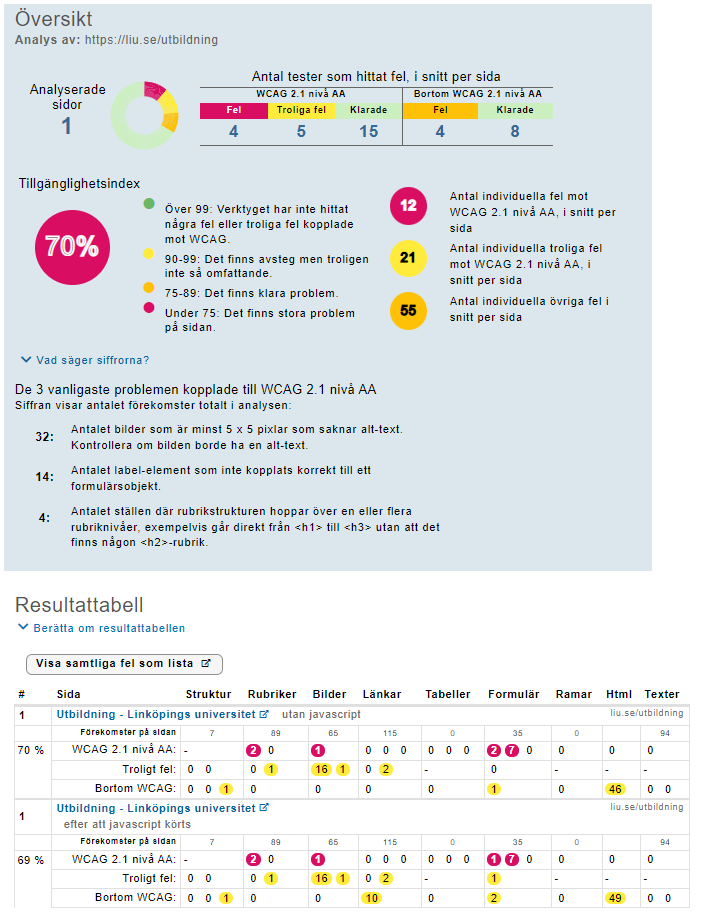 Översikt
Analys av: https://liu.se/utbildning
Analyserade
sidor
1
Antal tester som hittat fel, i snitt per sida
WCAG 2.1 nivå AA Bortom WCAG 2.1 nivå AA
Fel Troliga fel Klarade Fel Klarade
4 5 15 4 8
Tillgänglighetsindex
70%
Över 99: Verktyget har inte hittat
några fel eller troliga fel kopplade
mot WCAG.
90-99: Det finns avsteg men troligen
inte så omfattande.
75-89: Det finns klara problem.
Under 75: Det finns stora problem
på sidan.
12
Antal individuella fel mot
WCAG 2.1 nivå AA, i snitt per
sida
21
Antal individuella troliga fel
mot WCAG 2.1 nivå AA, i
snitt per sida
55
Antal individuella övriga fel i
snitt per sida
Vad säger siffrorna?
De 3 vanligaste problemen kopplade till WCAG 2.1 nivå AA
Siffran visar antalet förekomster totalt i analysen:
32: Antalet bilder som är minst 5 x 5 pixlar som saknar alt-text.
Kontrollera om bilden borde ha en alt-text.
14: Antalet label-element som inte kopplats korrekt till ett
formulärsobjekt.
4: Antalet ställen där rubrikstrukturen hoppar över en eller flera
rubriknivåer, exempelvis går direkt från <h1> till <h3> utan att det
finns någon <h2>-rubrik.
Resultattabell
Berätta om resultattabellen
Visa samtliga fel som lista
# Sida Struktur Rubriker Bilder Länkar Tabeller Formulär Ramar Html Texter
1 Utbildning - Linköpings universitet utan javascript liu.se/utbildning
Förekomster på sidan 7 89 65 115 0 35 0 94
70 % WCAG 2.1 nivå AA: - 2 0 1 0 0 0 0 0 0 2 7 0 0 0 0
Troligt fel: 0 0 0 1 16 1 0 2 - 0 - -
Bortom WCAG: 0 0 1 0 0 0 0 1 0 46 0 0
1 Utbildning - Linköpings universitet liu.se/utbildning
efter att javascript körts
Förekomster på sidan 7 89 65 115 0 35 0 94
69 % WCAG 2.1 nivå AA: - 2 0 1 0 0 0 0 0 0 1 7 0 0 0 0
Troligt fel: 0 0 0 1 16 1 0 2 - 1 - -
Bortom WCAG: 0 0 1 0 0 10 0 2 0 49 0 0